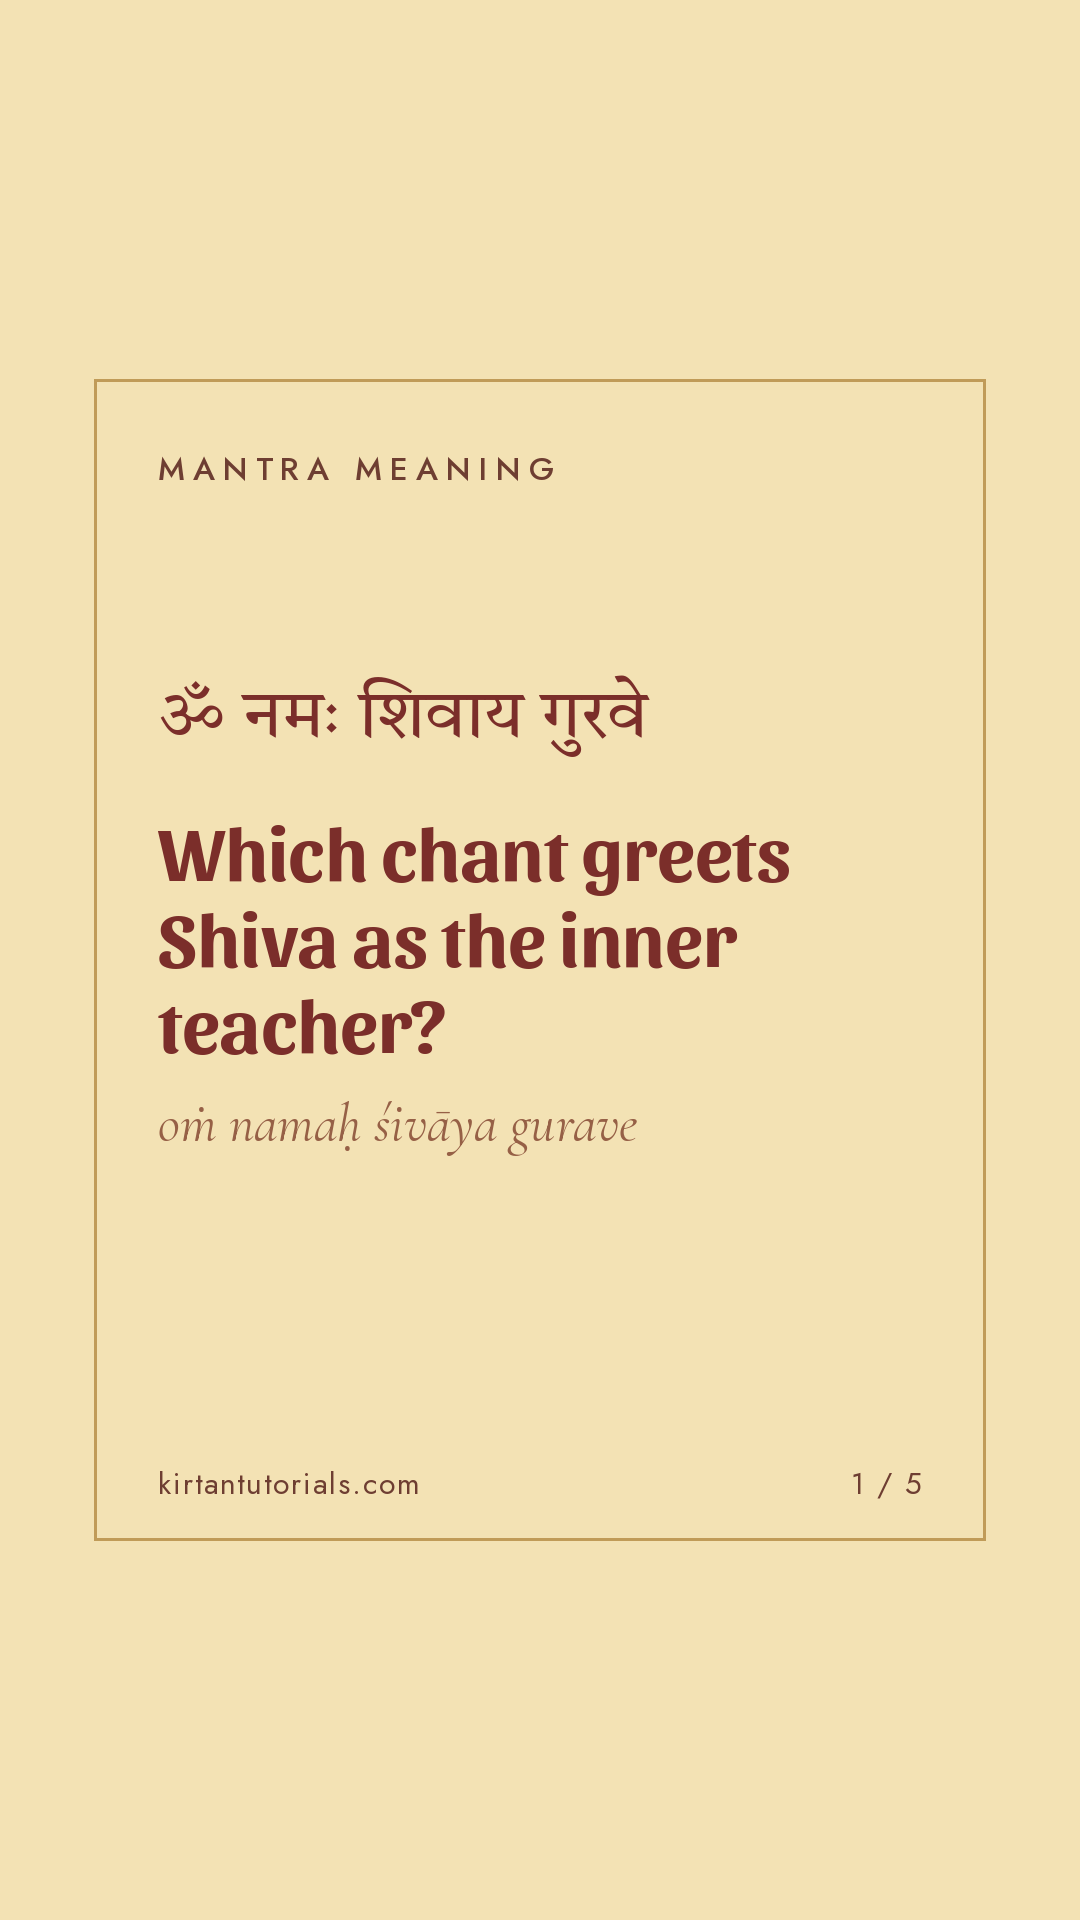 MANTRA MEANING
ॐ नमः शिवाय गुरवे
Which chant greets
Shiva as the inner
teacher?
oṁ namaḥ śivāya gurave
kirtantutorials.com
1 / 5